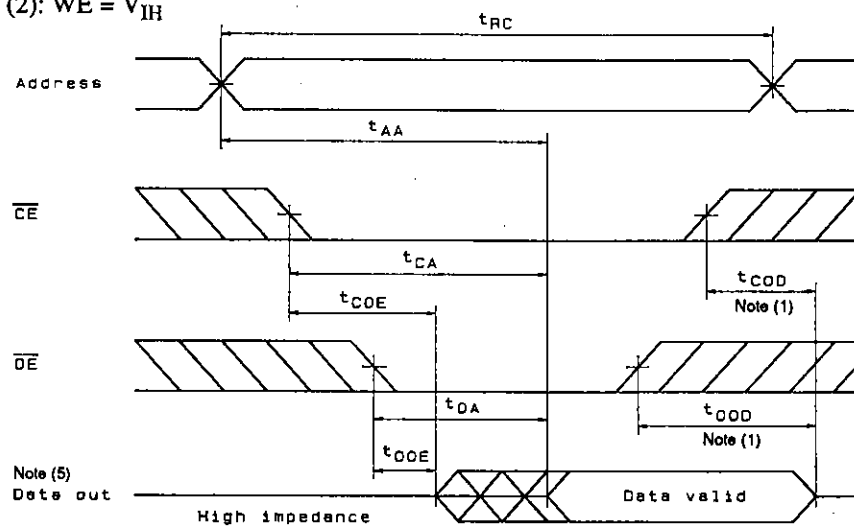 (2): WE = VIH
tRC
Address
tAA
CE
tCA
tCOD
tCOE
Note (1)
OE
tOA
tOOD
tOOE
Note (1)
Note (5)
Data out
Data valid
High impedance